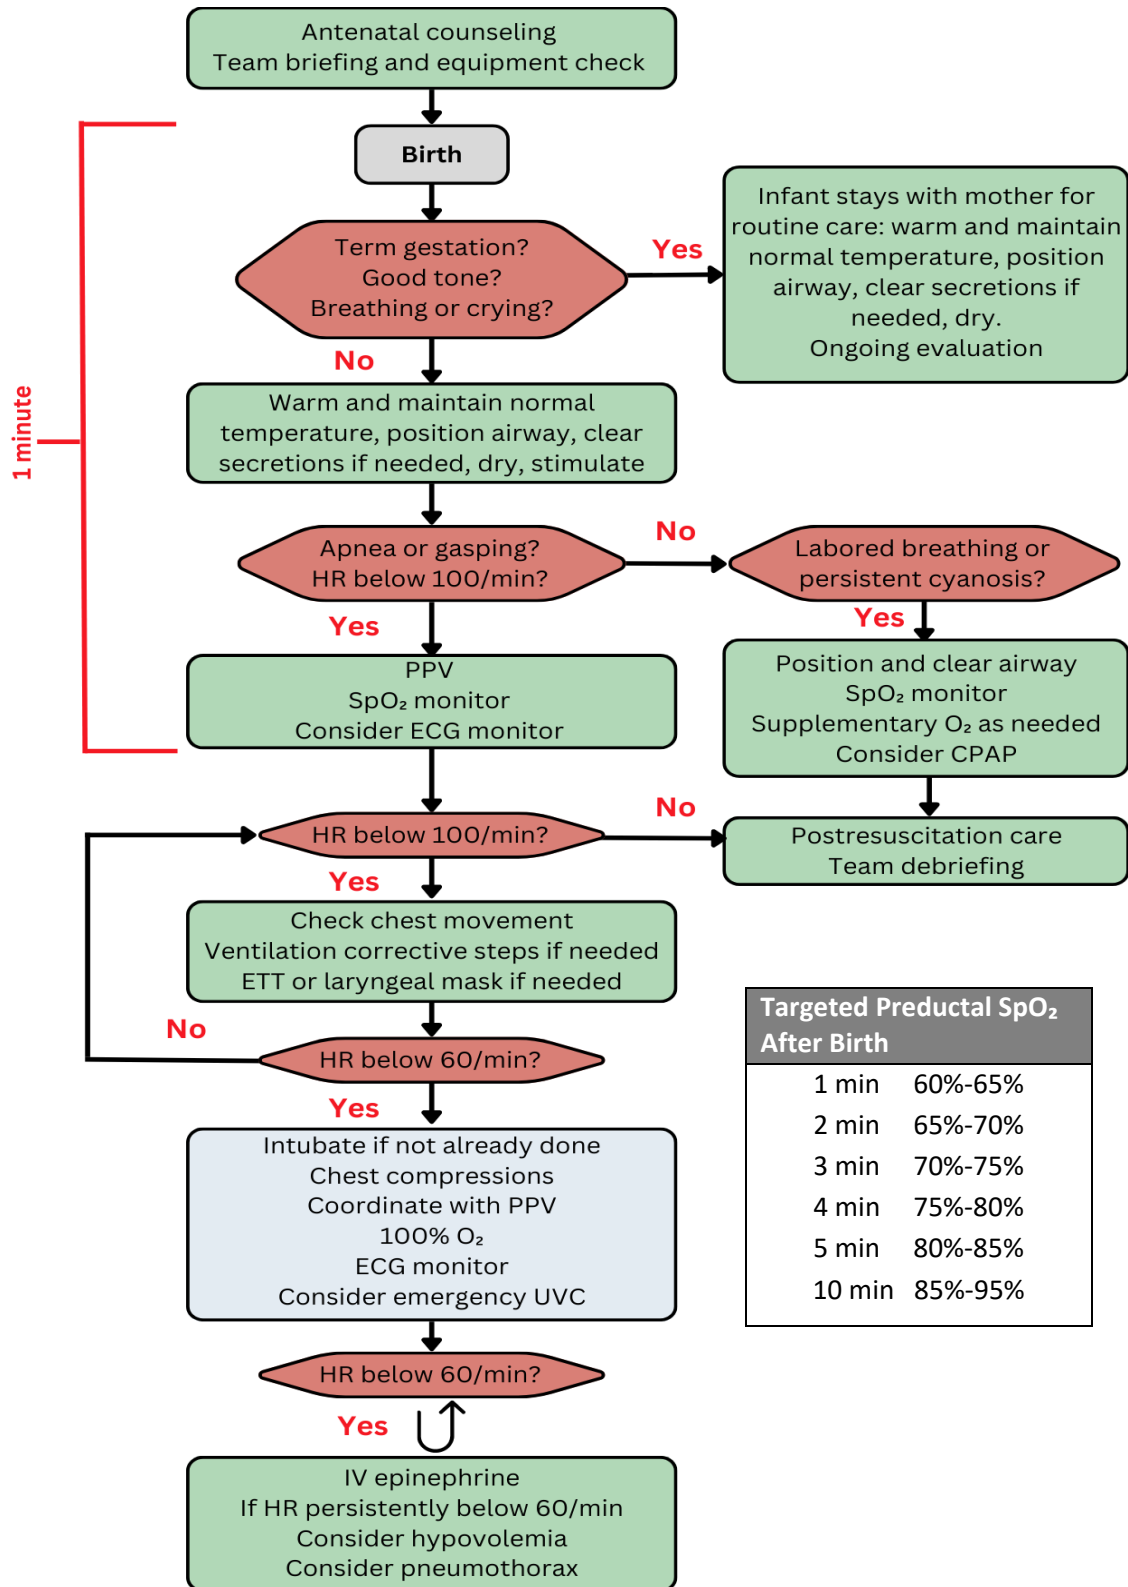 Antenatal counseling
Team briefing and equipment check
Birth
Term gestation?
Good tone?
Breathing or crying?
Yes
Infant stays with mother for
routine care: warm and maintain
normal temperature, position
airway, clear secretions if
needed, dry.
Ongoing evaluation
No
1 minute
Warm and maintain normal
temperature, position airway, clear
secretions if needed, dry, stimulate
Apnea or gasping?
HR below 100/min?
No
Labored breathing or
persistent cyanosis?
Yes
Yes
PPV
SpO₂ monitor
Consider ECG monitor
Position and clear airway
SpO₂ monitor
Supplementary O₂ as needed
Consider CPAP
HR below 100/min?
No
Postresuscitation care
Team debriefing
Yes
Check chest movement
Ventilation corrective steps if needed
ETT or laryngeal mask if needed
No
HR below 60/min?
Yes
Intubate if not already done
Chest compressions
Coordinate with PPV
100% O₂
ECG monitor
Consider emergency UVC
HR below 60/min?
Yes
IV epinephrine
If HR persistently below 60/min
Consider hypovolemia
Consider pneumothorax
Targeted Preductal SpO₂
After Birth
1 min 60%-65%
2 min 65%-70%
3 min 70%-75%
4 min 75%-80%
5 min 80%-85%
10 min 85%-95%